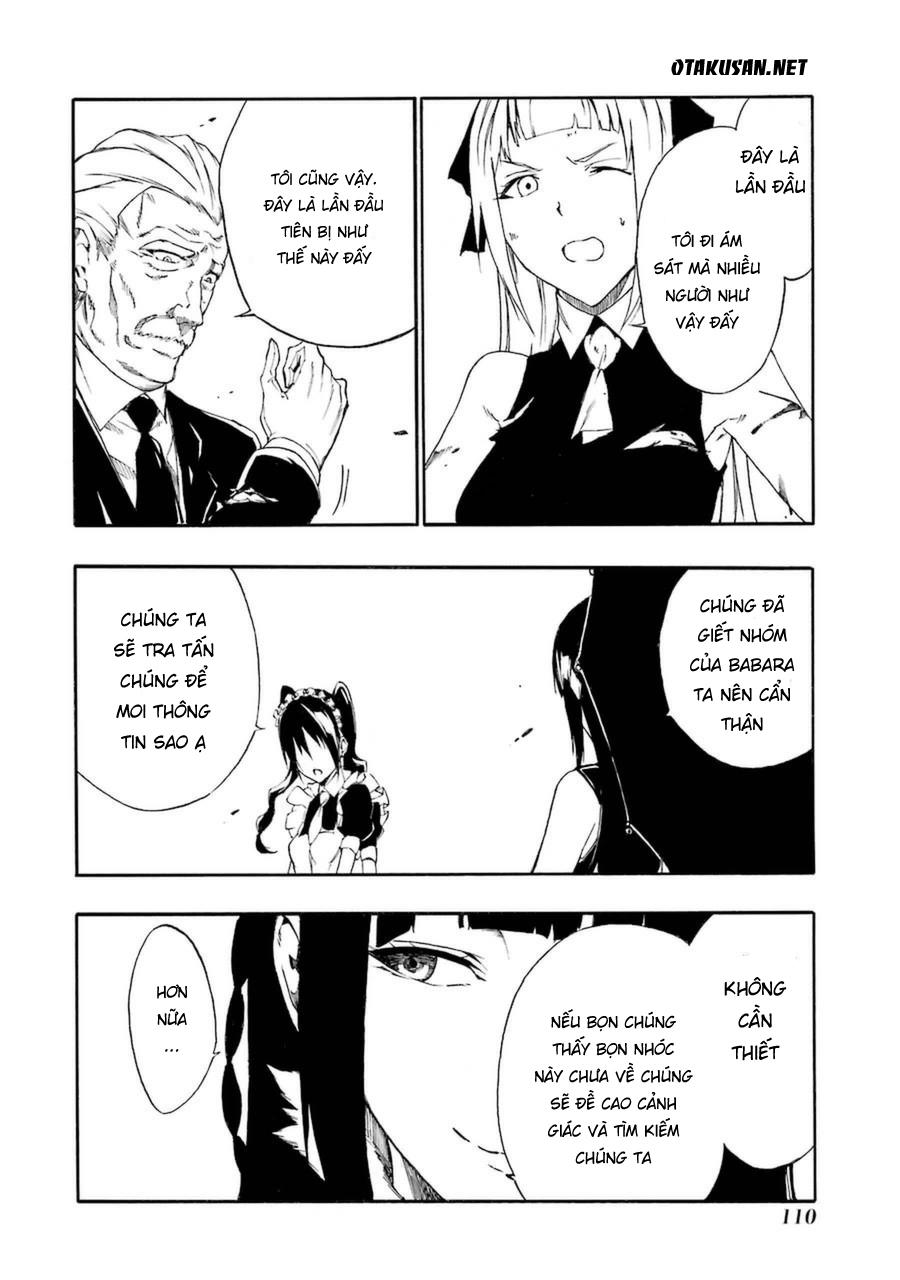 OTAKUSAN.NET
ĐÂY LÀ
LẦN ĐẦU
TÔI ĐI ÁM
SÁT MÀ NHIỀU
NGƯỜI NHƯ
VẬY ĐẤY
TÔI CŨNG VẬY.
ĐÂY LÀ LẦN ĐẦU
TIÊN BỊ NHƯ
THẾ NÀY ĐẤY
CHÚNG ĐÃ
GIẾT NHÓM
CỦA BABARA
TA NÊN CẨN
THẬN
CHÚNG TA
SẼ TRA TẤN
CHÚNG ĐỂ
MOI THÔNG
TIN SAO Ạ
KHÔNG
CẦN
THIẾT
NẾU BỌN CHÚNG
THẤY BỌN NHÓC
NÀY CHƯA VỀ CHÚNG
SẼ ĐỀ CAO CẢNH
GIÁC VÀ TÌM KIẾM
CHÚNG TA
HƠN
NỮA
...
110